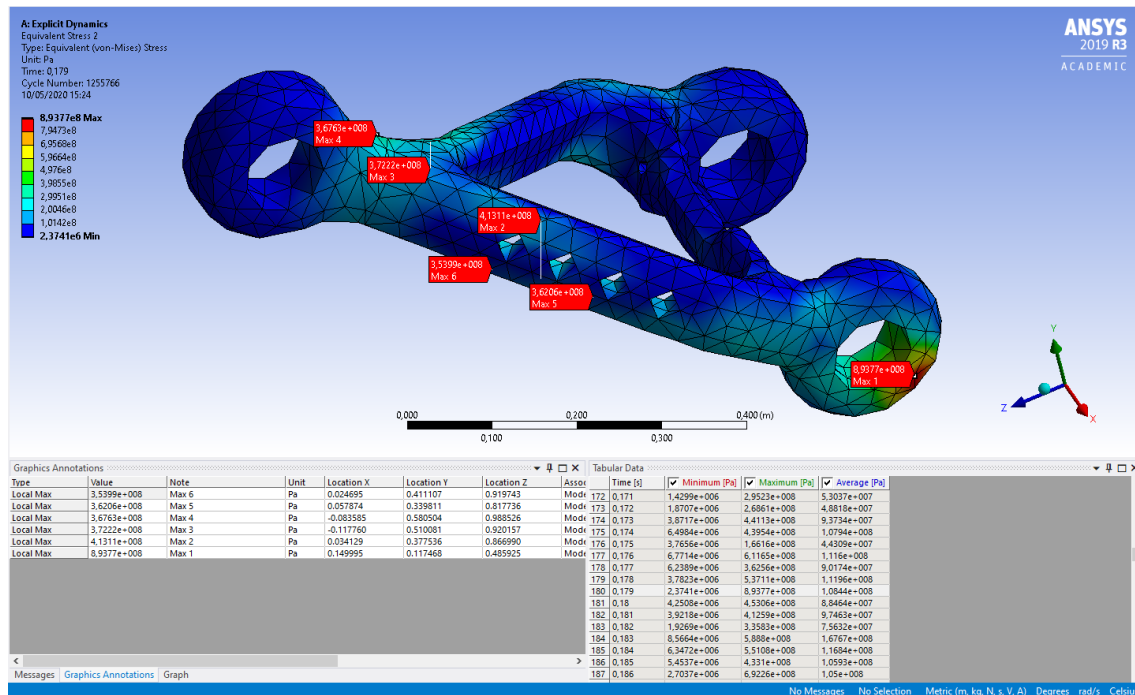 A: Explicit Dynamics
Equivalent Stress 2
Type: Equivalent (von-Mises) Stress
Unit: Pa
Time: 0,179
Cycle Number: 1255766
10/05/2020 15:24
8,9377e8 Max
7,9473e8
6,9568e8
5,9664e8
4,976e8
3,9855e8
2,9951e8
2,0046e8
1,0142e8
2,3741e6 Min
ANSYS
2019 R3
ACADEMIC
3,6763e+008
Max 4
3,7222e+008
Max 3
4,1311e+008
Max 2
3,5399e+008
Max 6
3,6206e+008
Max 5
8,9377e+008
Max 1
0,000 0,200 0,400 (m)
0,100 0,300
Y
Z
X
Graphics Annotations
Type Value Note Unit Location X Location Y Location Z Assoc
Local Max 3,5399e+008 Max 6 Pa 0.024695 0.411107 0.919743 Mode
Local Max 3,6206e+008 Max 5 Pa 0.057874 0.339811 0.817736 Mode
Local Max 3,6763e+008 Max 4 Pa -0.083585 0.580504 0.988526 Mode
Local Max 3,7222e+008 Max 3 Pa -0.117760 0.510081 0.920157 Mode
Local Max 4,1311e+008 Max 2 Pa 0.034129 0.377536 0.866990 Mode
Local Max 8,9377e+008 Max 1 Pa 0.149995 0.117468 0.485925 Mode
Messages Graphics Annotations Graph
Tabular Data
Time [s] Minimum [Pa] Maximum [Pa] Average [Pa]
172 0,171 1,4299e+006 2,9523e+008 5,3037e+007
173 0,172 1,8707e+006 2,6861e+008 4,8818e+007
174 0,173 3,8717e+006 4,4113e+008 9,3734e+007
175 0,174 6,4984e+006 4,3954e+008 1,0794e+008
176 0,175 3,7656e+006 1,6616e+008 4,4309e+007
177 0,176 6,7714e+006 6,1165e+008 1,116e+008
178 0,177 6,2389e+006 3,6256e+008 9,0174e+007
179 0,178 3,7823e+006 5,3711e+008 1,1196e+008
180 0,179 2,3741e+006 8,9377e+008 1,0844e+008
181 0,18 4,2508e+006 4,5306e+008 8,8464e+007
182 0,181 3,9218e+006 4,1259e+008 9,7463e+007
183 0,182 1,9269e+006 3,3583e+008 7,5632e+007
184 0,183 8,5664e+006 5,888e+008 1,6767e+008
185 0,184 6,3472e+006 5,5108e+008 1,1684e+008
186 0,185 5,4537e+006 4,331e+008 1,0593e+008
187 0,186 2,7037e+006 6,9226e+008 1,05e+008
No Messages No Selection Metric (m, kg, N, s, V, A) Degrees rad/s Celsiu